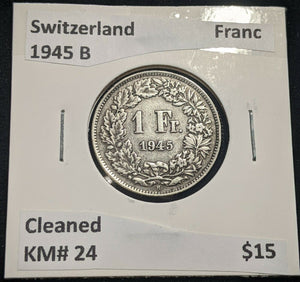 Switzerland Franc
1945 B
1 Fr.
1945
Cleaned
KM# 24 $15